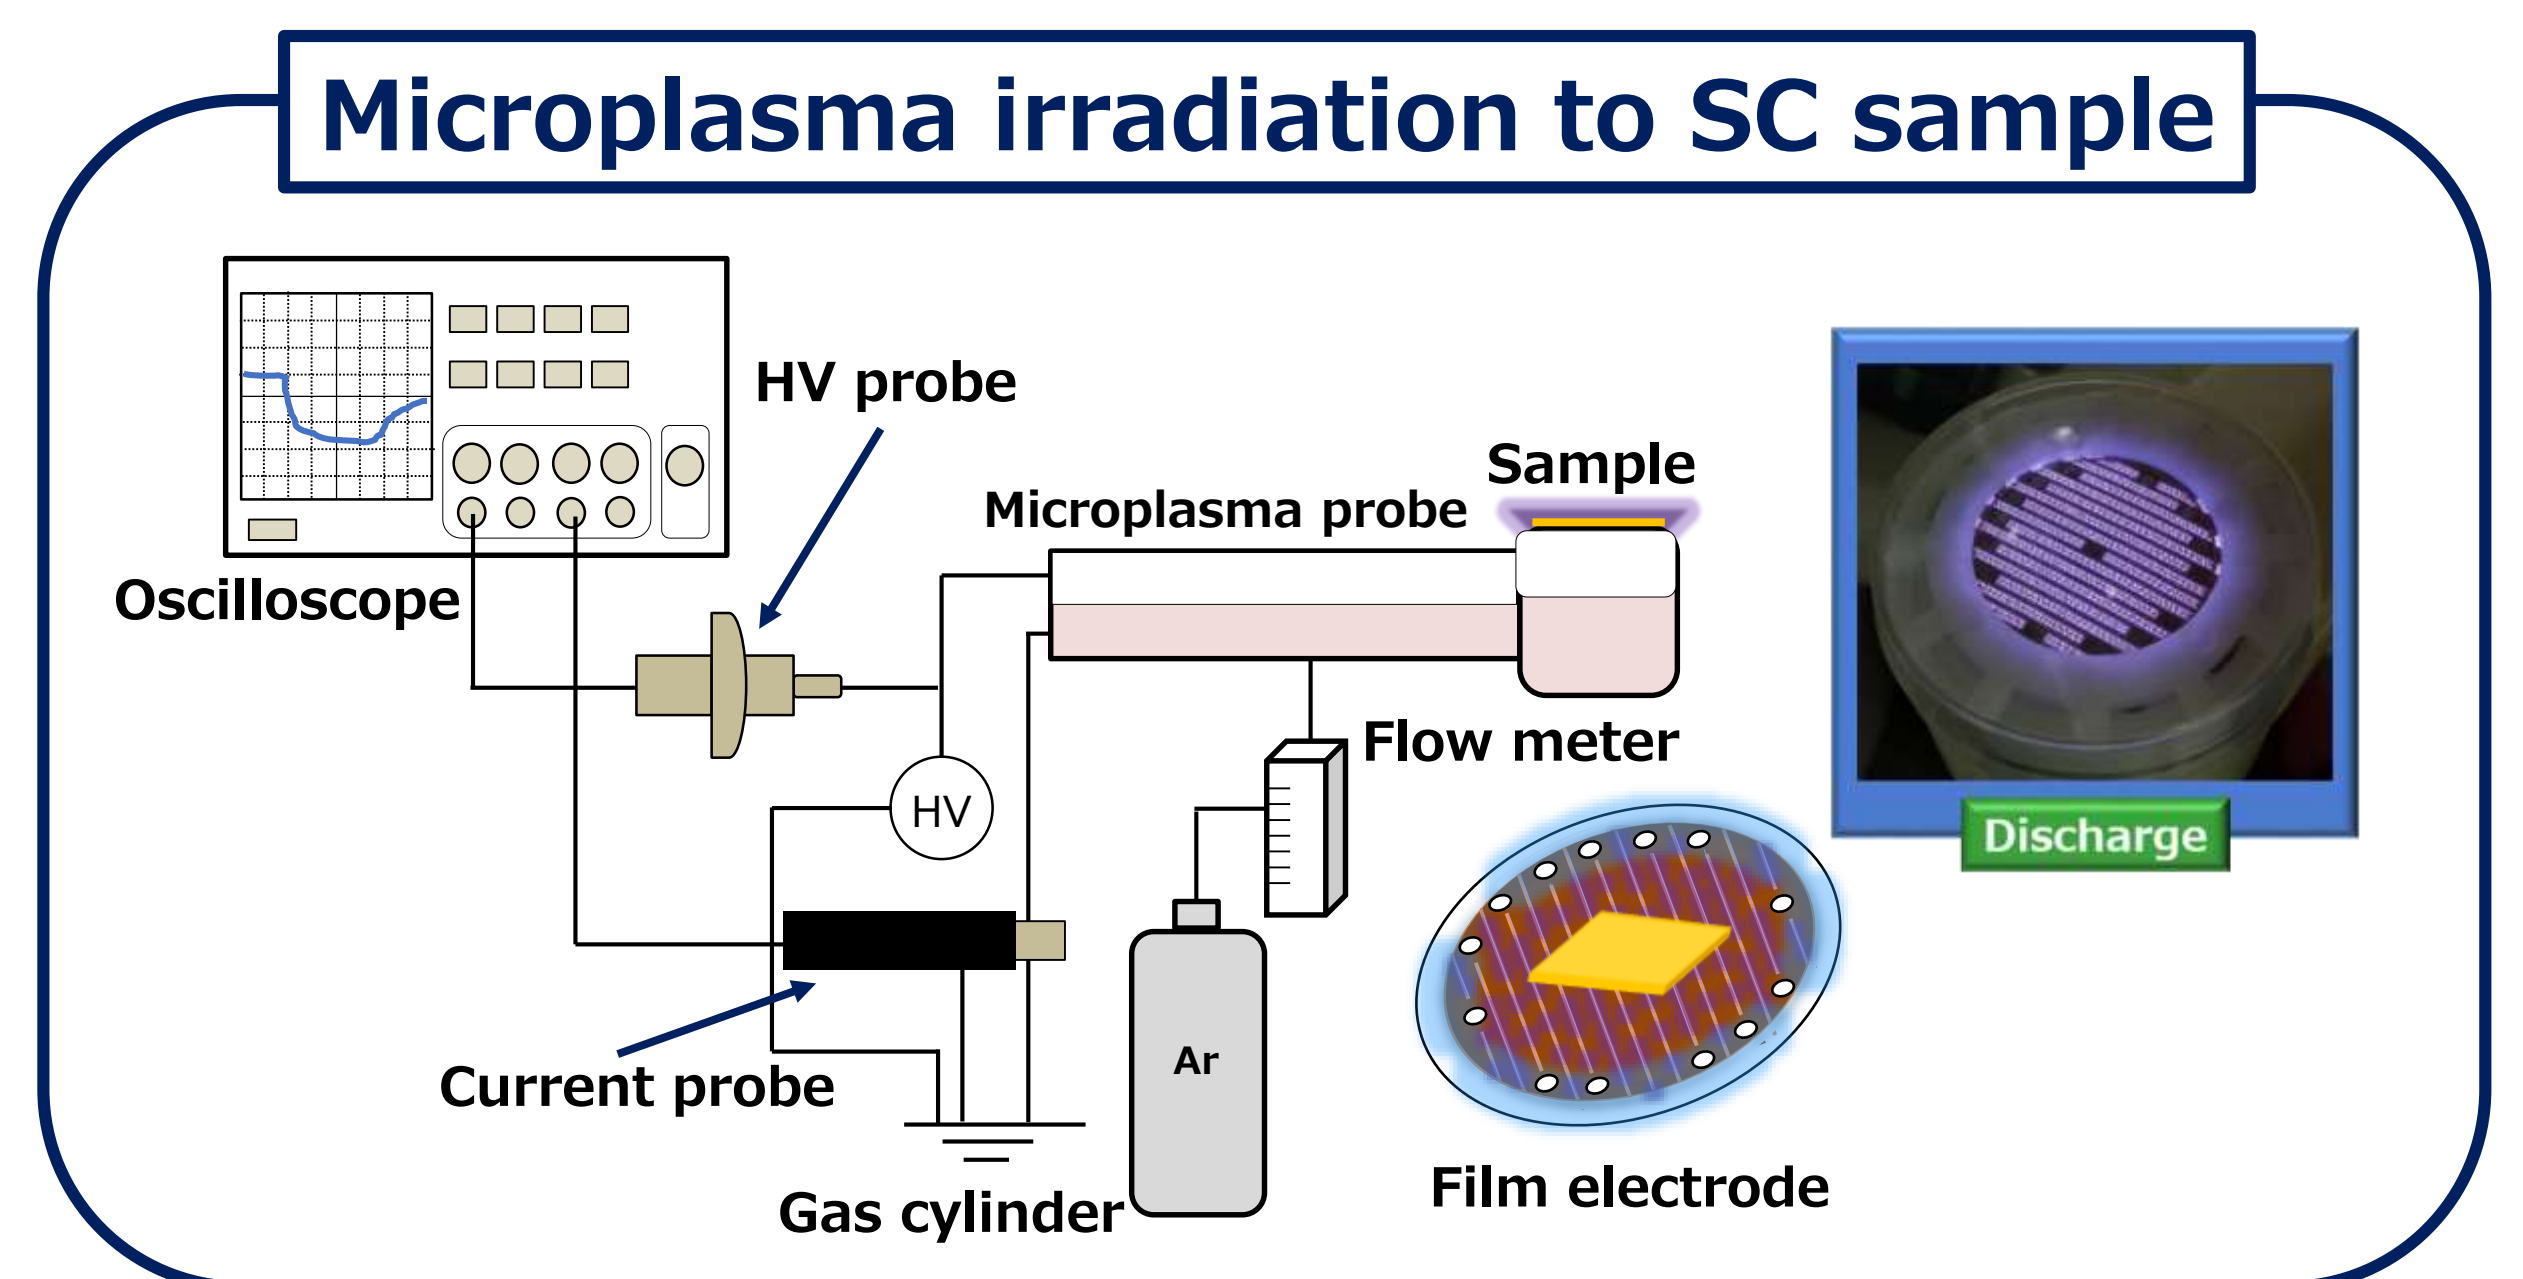 Microplasma irradiation to SC sample
HV probe
Sample
Microplasma probe
Oscilloscope
Flow meter
HV
Discharge
Ar
Current probe
Film electrode
Gas cylinder